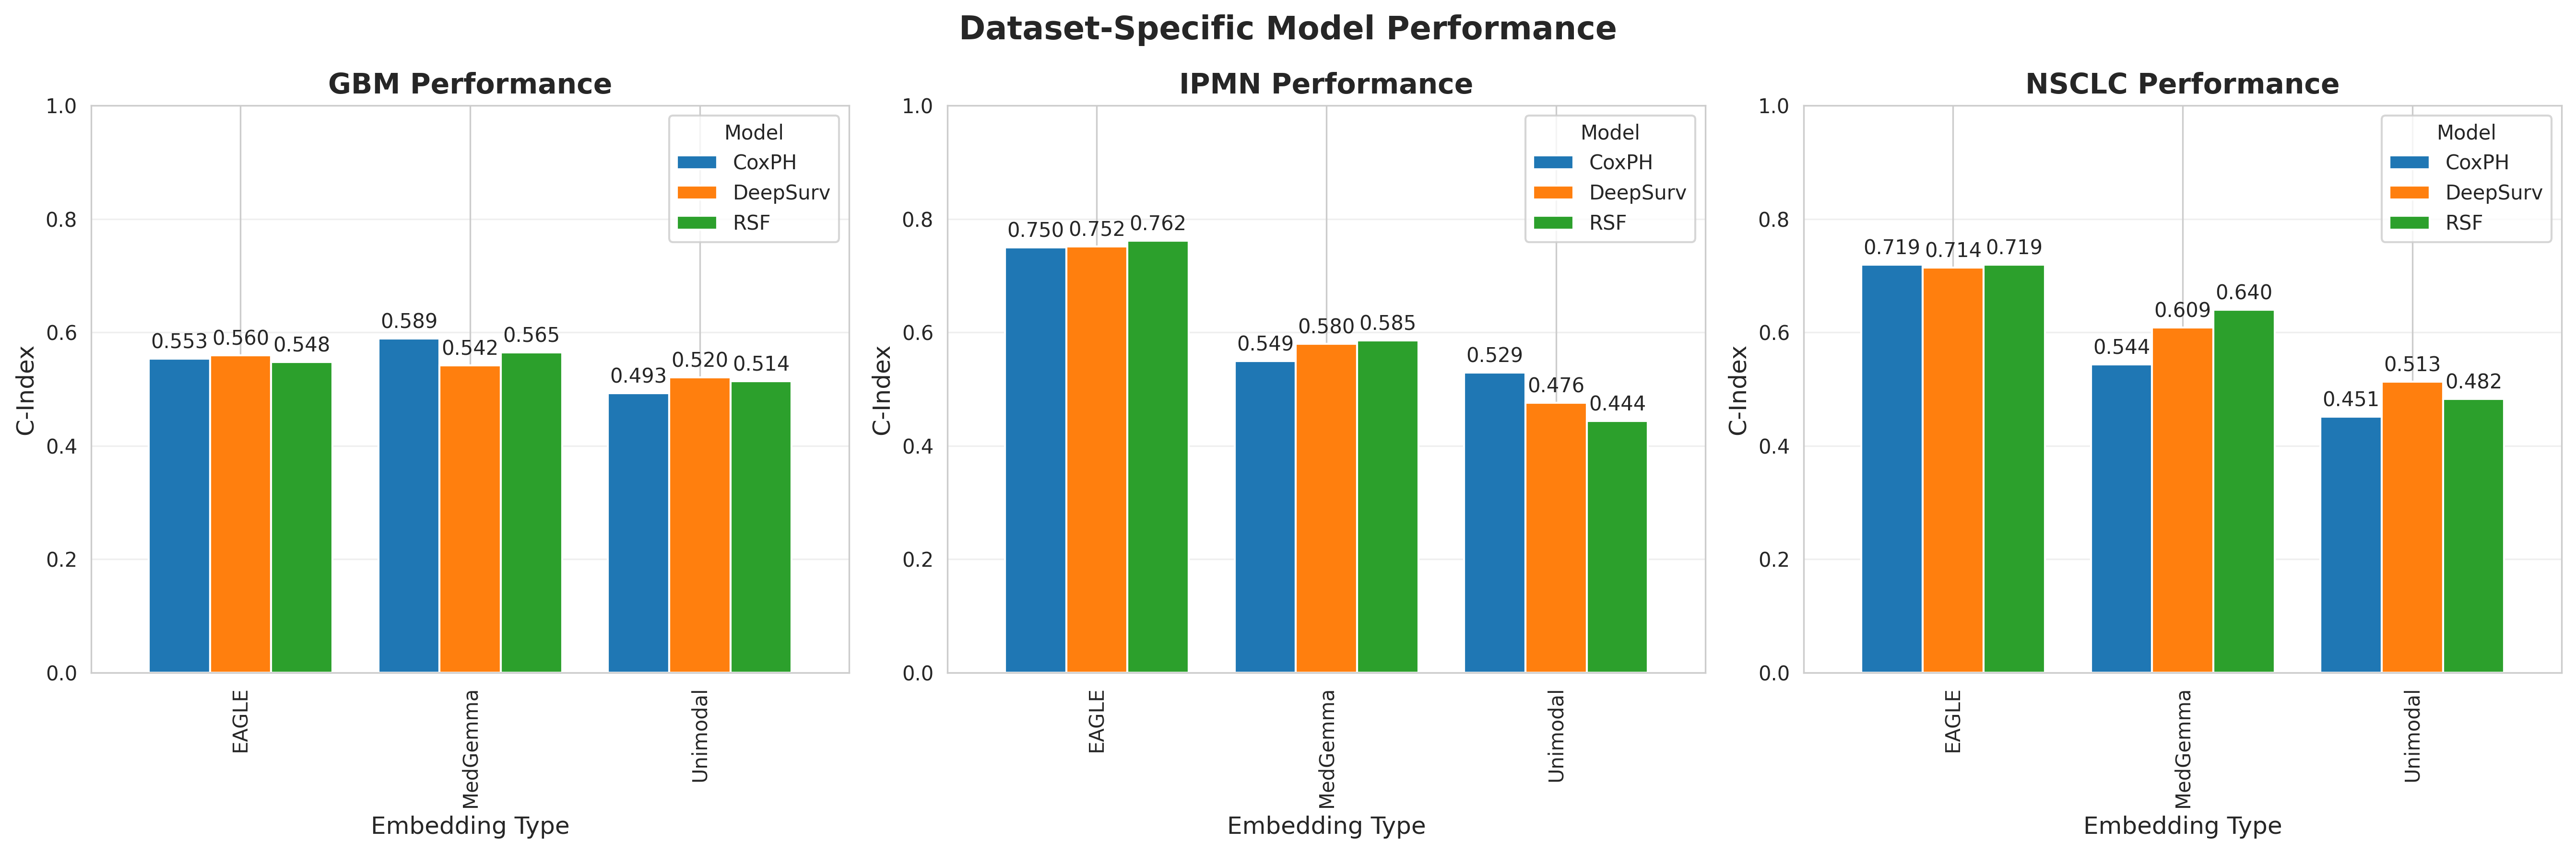 Dataset-Specific Model Performance
GBM Performance
1.0
0.8
0.6
0.4
0.2
0.0
C-Index
Model
CoxPH
DeepSurv
RSF
0.553
0.560
0.548
0.589
0.542
0.565
0.493
0.520
0.514
EAGLE
MedGemma
Unimodal
Embedding Type
IPMN Performance
1.0
0.8
0.6
0.4
0.2
0.0
C-Index
Model
CoxPH
DeepSurv
RSF
0.750
0.752
0.762
0.549
0.580
0.585
0.529
0.476
0.444
EAGLE
MedGemma
Unimodal
Embedding Type
NSCLC Performance
1.0
0.8
0.6
0.4
0.2
0.0
C-Index
Model
CoxPH
DeepSurv
RSF
0.719
0.714
0.719
0.544
0.609
0.640
0.451
0.513
0.482
EAGLE
MedGemma
Unimodal
Embedding Type